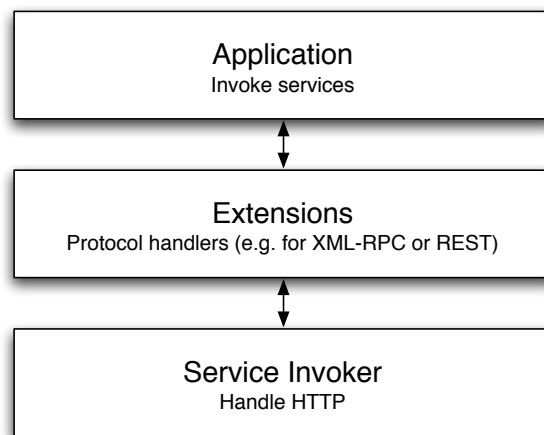 Application
Invoke services
Extensions
Protocol handlers (e.g. for XML-RPC or REST)
Service Invoker
Handle HTTP